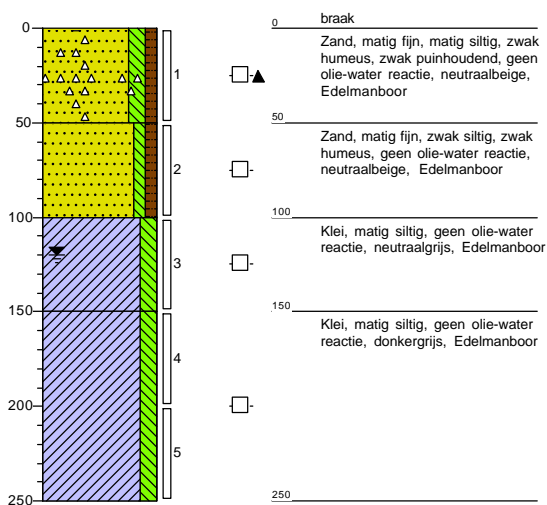 0
0
braak
Zand, matig fijn, matig siltig, zwak
humeus, zwak puinhoudend, geen
olie-water reactie, neutraalbeige,
Edelmanboor
1
50
50
Zand, matig fijn, zwak siltig, zwak
humeus, geen olie-water reactie,
neutraalbeige, Edelmanboor
2
100
100
Klei, matig siltig, geen olie-water
reactie, neutraalgrijs, Edelmanboor
3
150
150
Klei, matig siltig, geen olie-water
reactie, donkergrijs, Edelmanboor
4
200
5
250
250